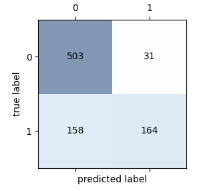 0 1
0 503 31
true label
1 158 164
predicted label